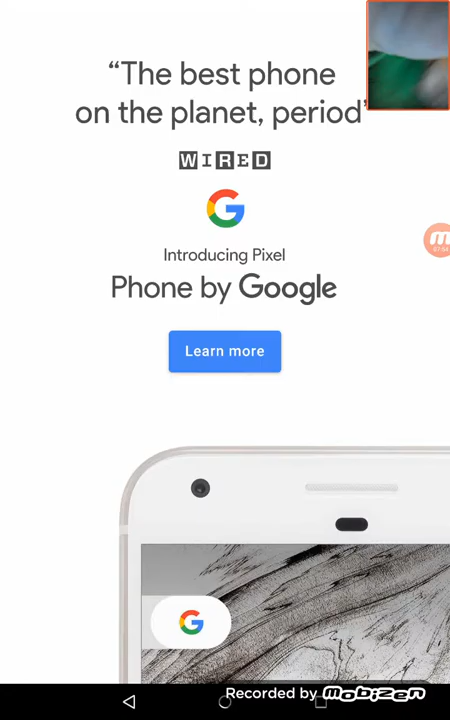 “The best phone
on the planet, period”
WIRED
G
Introducing Pixel
Phone by Google
Learn more
G
Recorded by mobizen